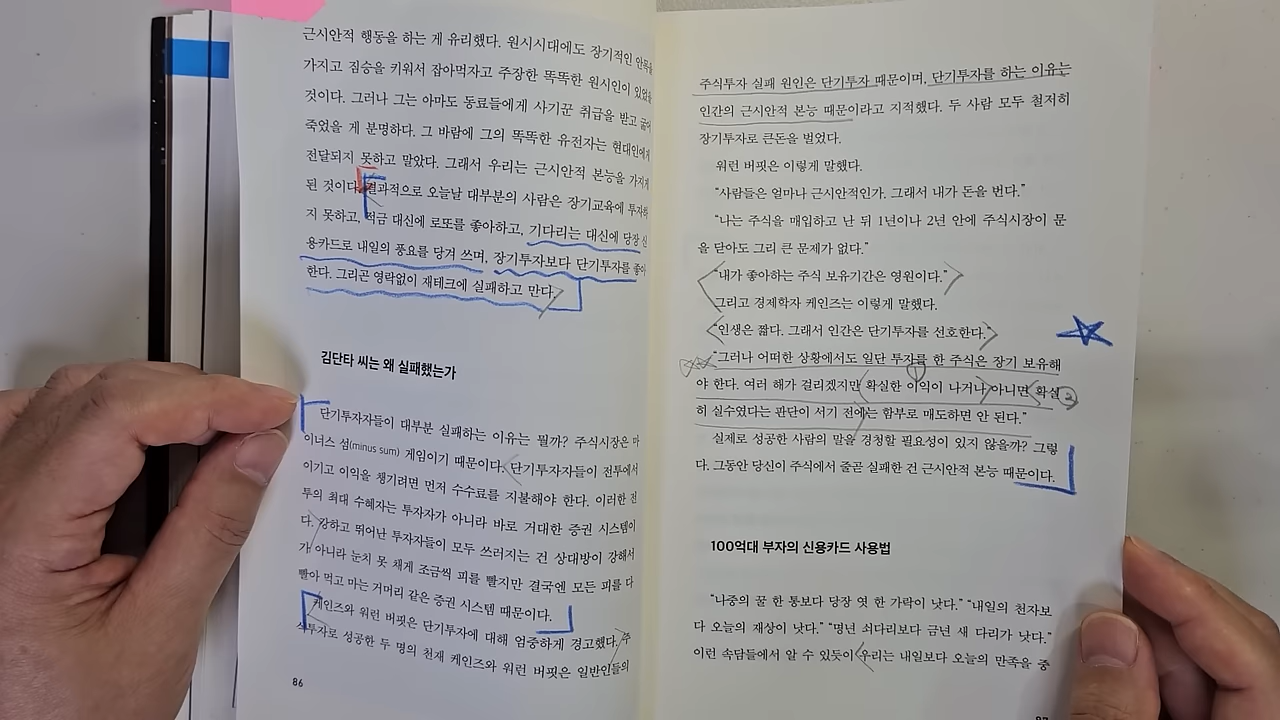 근시안적 행동을 하는 게 유리했다. 원시시대에도 장기적인 안목을
가지고 짐승을 키워서 잡아먹자고 주장한 똑똑한 원시인이 있었을
것이다. 그러나 그는 아마도 동료들에게 사기꾼 취급을 받고 굶어
죽었을 게 분명하다. 그 바람에 그의 똑똑한 유전자는 현대인에게
전달되지 못하고 말았다. 그래서 우리는 근시안적 본능을 가지게
된 것이다. 결과적으로 오늘날 대부분의 사람은 장기교육에 투자하
지 못하고, 적금 대신에 로또를 좋아하고, 기다리는 대신에 당장 신
용카드로 내일의 풍요를 당겨 쓰며, 장기투자보다 단기투자를 좋아
한다. 그리곤 영락없이 재테크에 실패하고 만다.
김단타 씨는 왜 실패했는가
단기투자자들이 대부분 실패하는 이유는 뭘까? 주식시장은 마
이너스 섬(minus sum) 게임이기 때문이다. 단기투자자들이 전투에서
이기고 이익을 챙기려면 먼저 수수료를 지불해야 한다. 이러한 전
투의 최대 수혜자는 투자자가 아니라 바로 거대한 증권 시스템이
다. 강하고 뛰어난 투자자들이 모두 쓰러지는 건 상대방이 강해서
가 아니라 눈치 못 채게 조금씩 피를 빨지만 결국엔 모든 피를 다
빨아 먹고 마는 거머리 같은 증권 시스템 때문이다.
케인즈와 워런 버핏은 단기투자에 대해 엄중하게 경고했다. 주
식투자로 성공한 두 명의 천재 케인즈와 워런 버핏은 일반인들의
86
주식투자 실패 원인은 단기투자 때문이며, 단기투자를 하는 이유는
인간의 근시안적 본능 때문이라고 지적했다. 두 사람 모두 철저히
장기투자로 큰돈을 벌었다.
워런 버핏은 이렇게 말했다.
“사람들은 얼마나 근시안적인가. 그래서 내가 돈을 번다.”
“나는 주식을 매입하고 난 뒤 1년이나 2년 안에 주식시장이 문
을 닫아도 그리 큰 문제가 없다.”
“내가 좋아하는 주식 보유기간은 영원이다.”
그리고 경제학자 케인즈는 이렇게 말했다.
“인생은 짧다. 그래서 인간은 단기투자를 선호한다.”
“그러나 어떠한 상황에서도 일단 투자를 한 주식은 장기 보유해
야 한다. 여러 해가 걸리겠지만 확실한 이익이 나거나 아니면 확실
히 실수였다는 판단이 서기 전에는 함부로 매도하면 안 된다.”
실제로 성공한 사람의 말을 경청할 필요성이 있지 않을까? 그렇
다. 그동안 당신이 주식에서 줄곧 실패한 건 근시안적 본능 때문이다.
100억대 부자의 신용카드 사용법
“나중의 꿀 한 통보다 당장 엿 한 가락이 낫다.” “내일의 천자보
다 오늘의 재상이 낫다.” “명년 쇠다리보다 금년 새 다리가 낫다.”
이런 속담들에서 알 수 있듯이 우리는 내일보다 오늘의 만족을 중